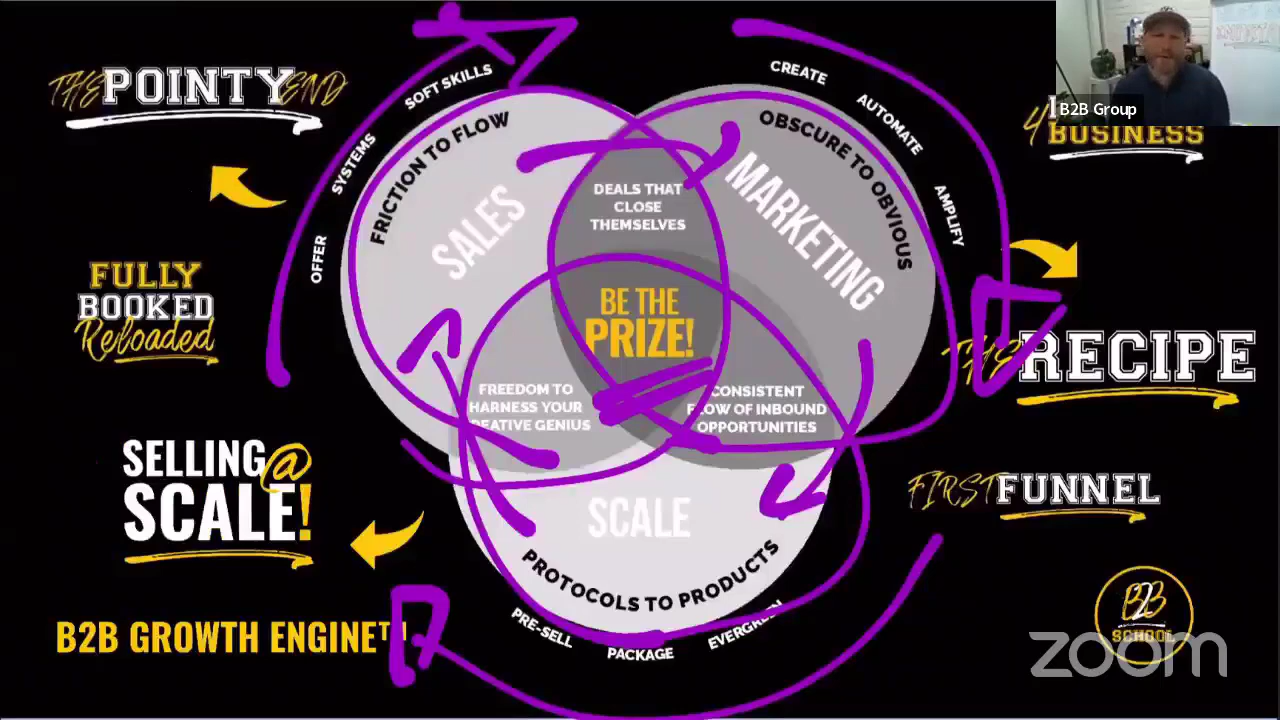 THE POINTY END
FULLY
BOOKED
Reloaded
SELLING@
SCALE!
B2B GROWTH ENGINE
OFFER
SYSTEMS
SOFT SKILLS
FRICTION TO FLOW
SALES
DEALS THAT
CLOSE
THEMSELVES
CREATE
AUTOMATE
AMPLIFY
OBSCURE TO OBVIOUS
MARKETING
BE THE
PRIZE!
FREEDOM TO
HARNESS YOUR
GENIUS
CONSISTENT
FLOW OF INBOUND
OPPORTUNITIES
SCALE
PROTOCOLS TO PRODUCTS
PRE-SELL
PACKAGE
EVERGREEN
B2B Group
BUSINESS
THE RECIPE
FIRST FUNNEL
B2B
SCHOOL
zoom